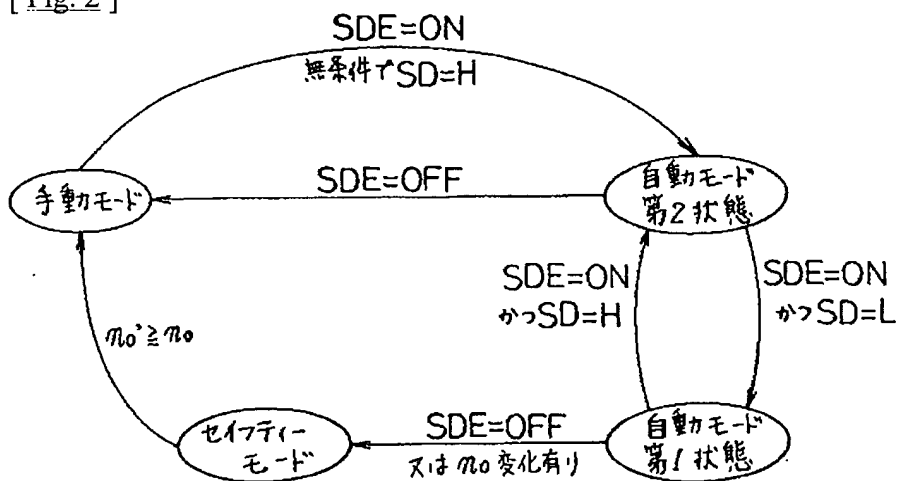 [ Fig. 2 ]
SDE=ON
無条件でSD=H
手動モード
SDE=OFF
自動モード
第2状態
SDE=ON
かつSD=H
SDE=ON
かつSD=L
n0'≧n0
セイフティー
モード
SDE=OFF
又はn0変化有り
自動モード
第1状態